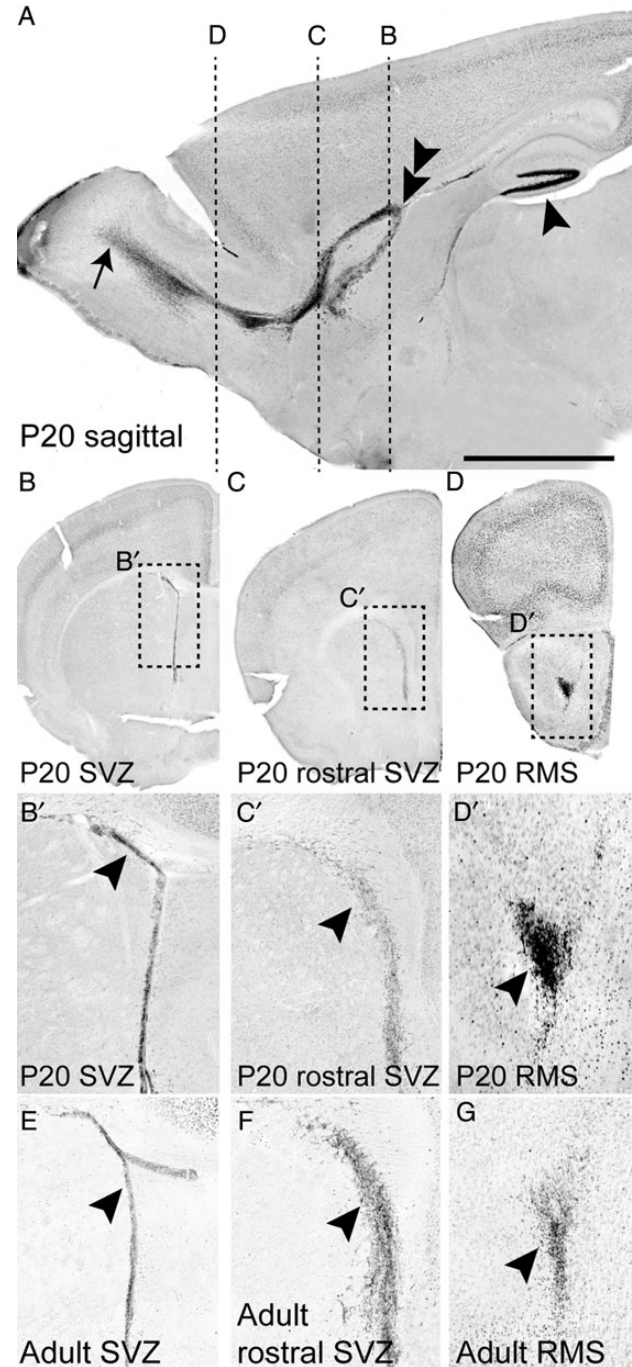 A
D C B
P20 sagittal
B C D
B′ C′ D′
P20 SVZ P20 rostral SVZ P20 RMS
B′ C′ D′
P20 SVZ P20 rostral SVZ P20 RMS
E F G
Adult SVZ Adult rostral SVZ Adult RMS